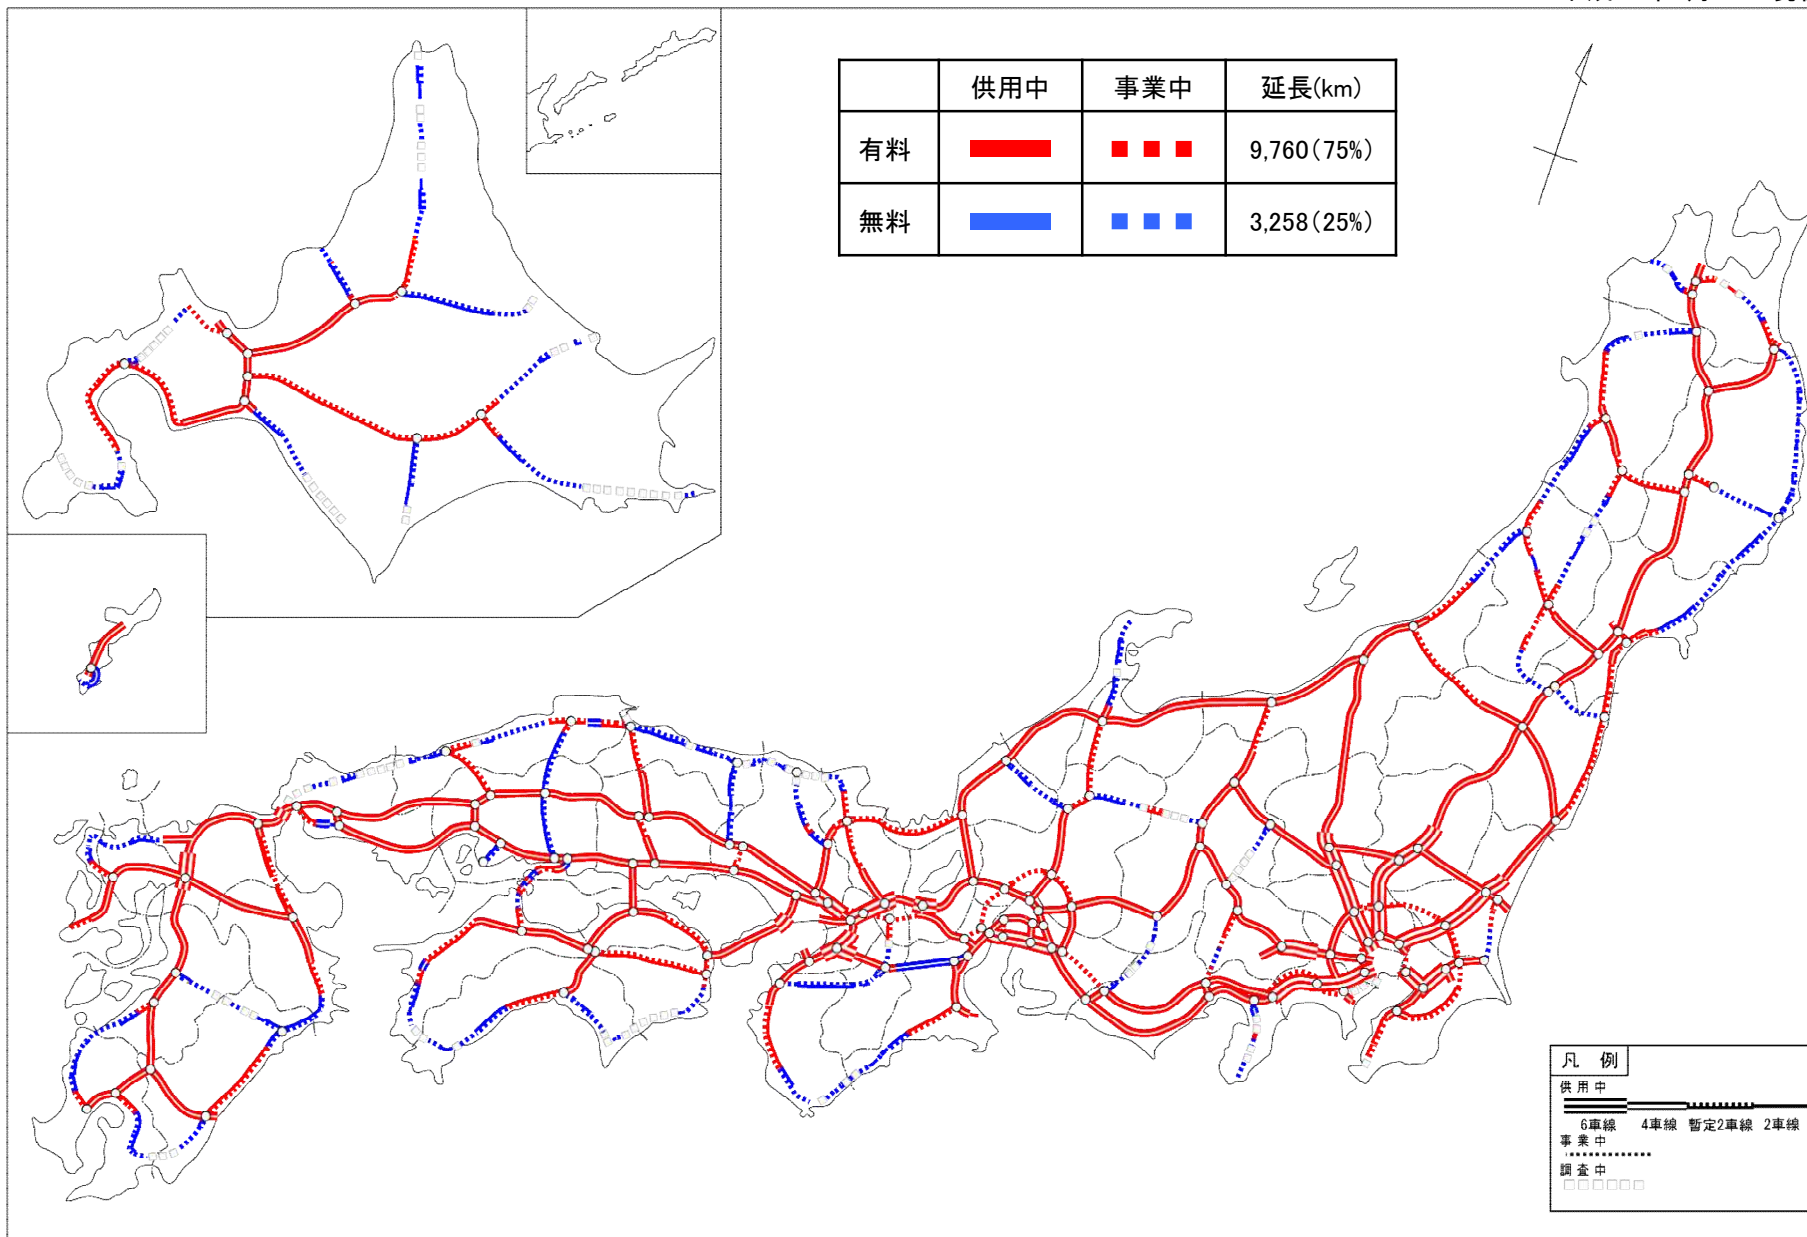 供用中 事業中 延長(km)
有料 9,760(75%)
無料 3,258(25%)
凡 例
供用中
6車線 4車線 暫定2車線 2車線
事業中
調査中